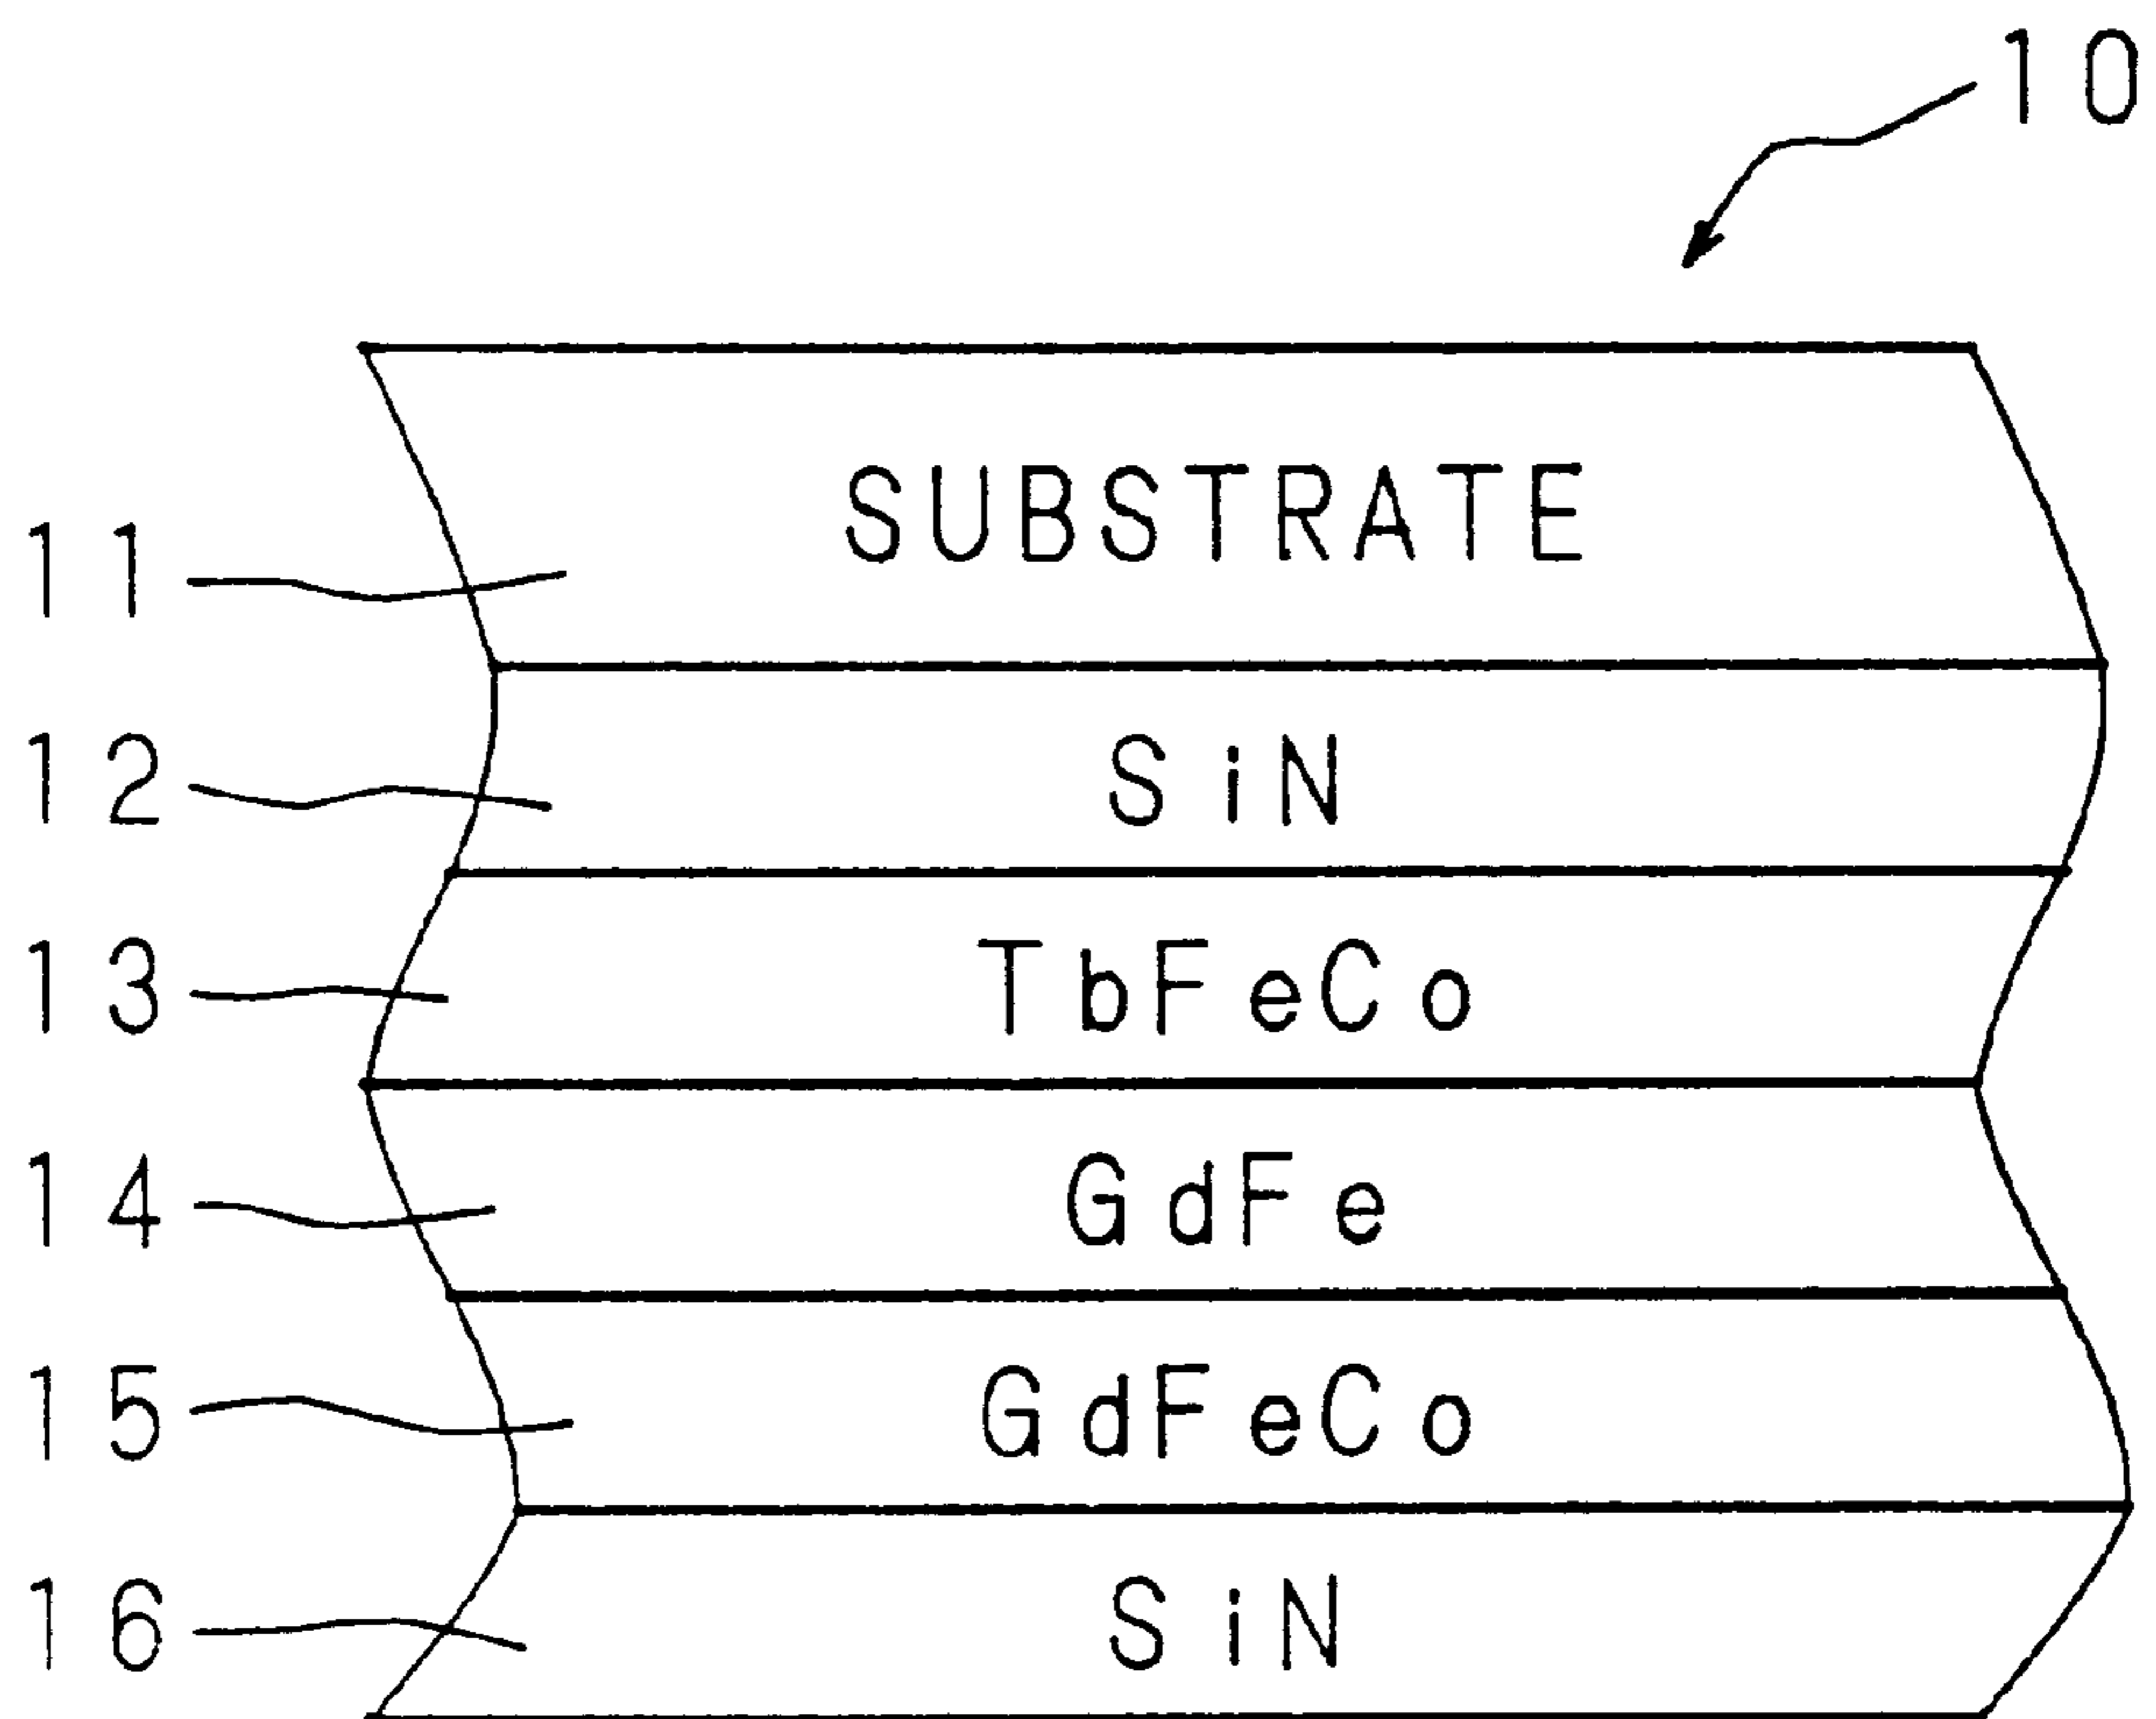 10
SUBSTRATE
11
12 SiN
13 TbFeCo
14 GdFe
15 GdFeCo
16 SiN